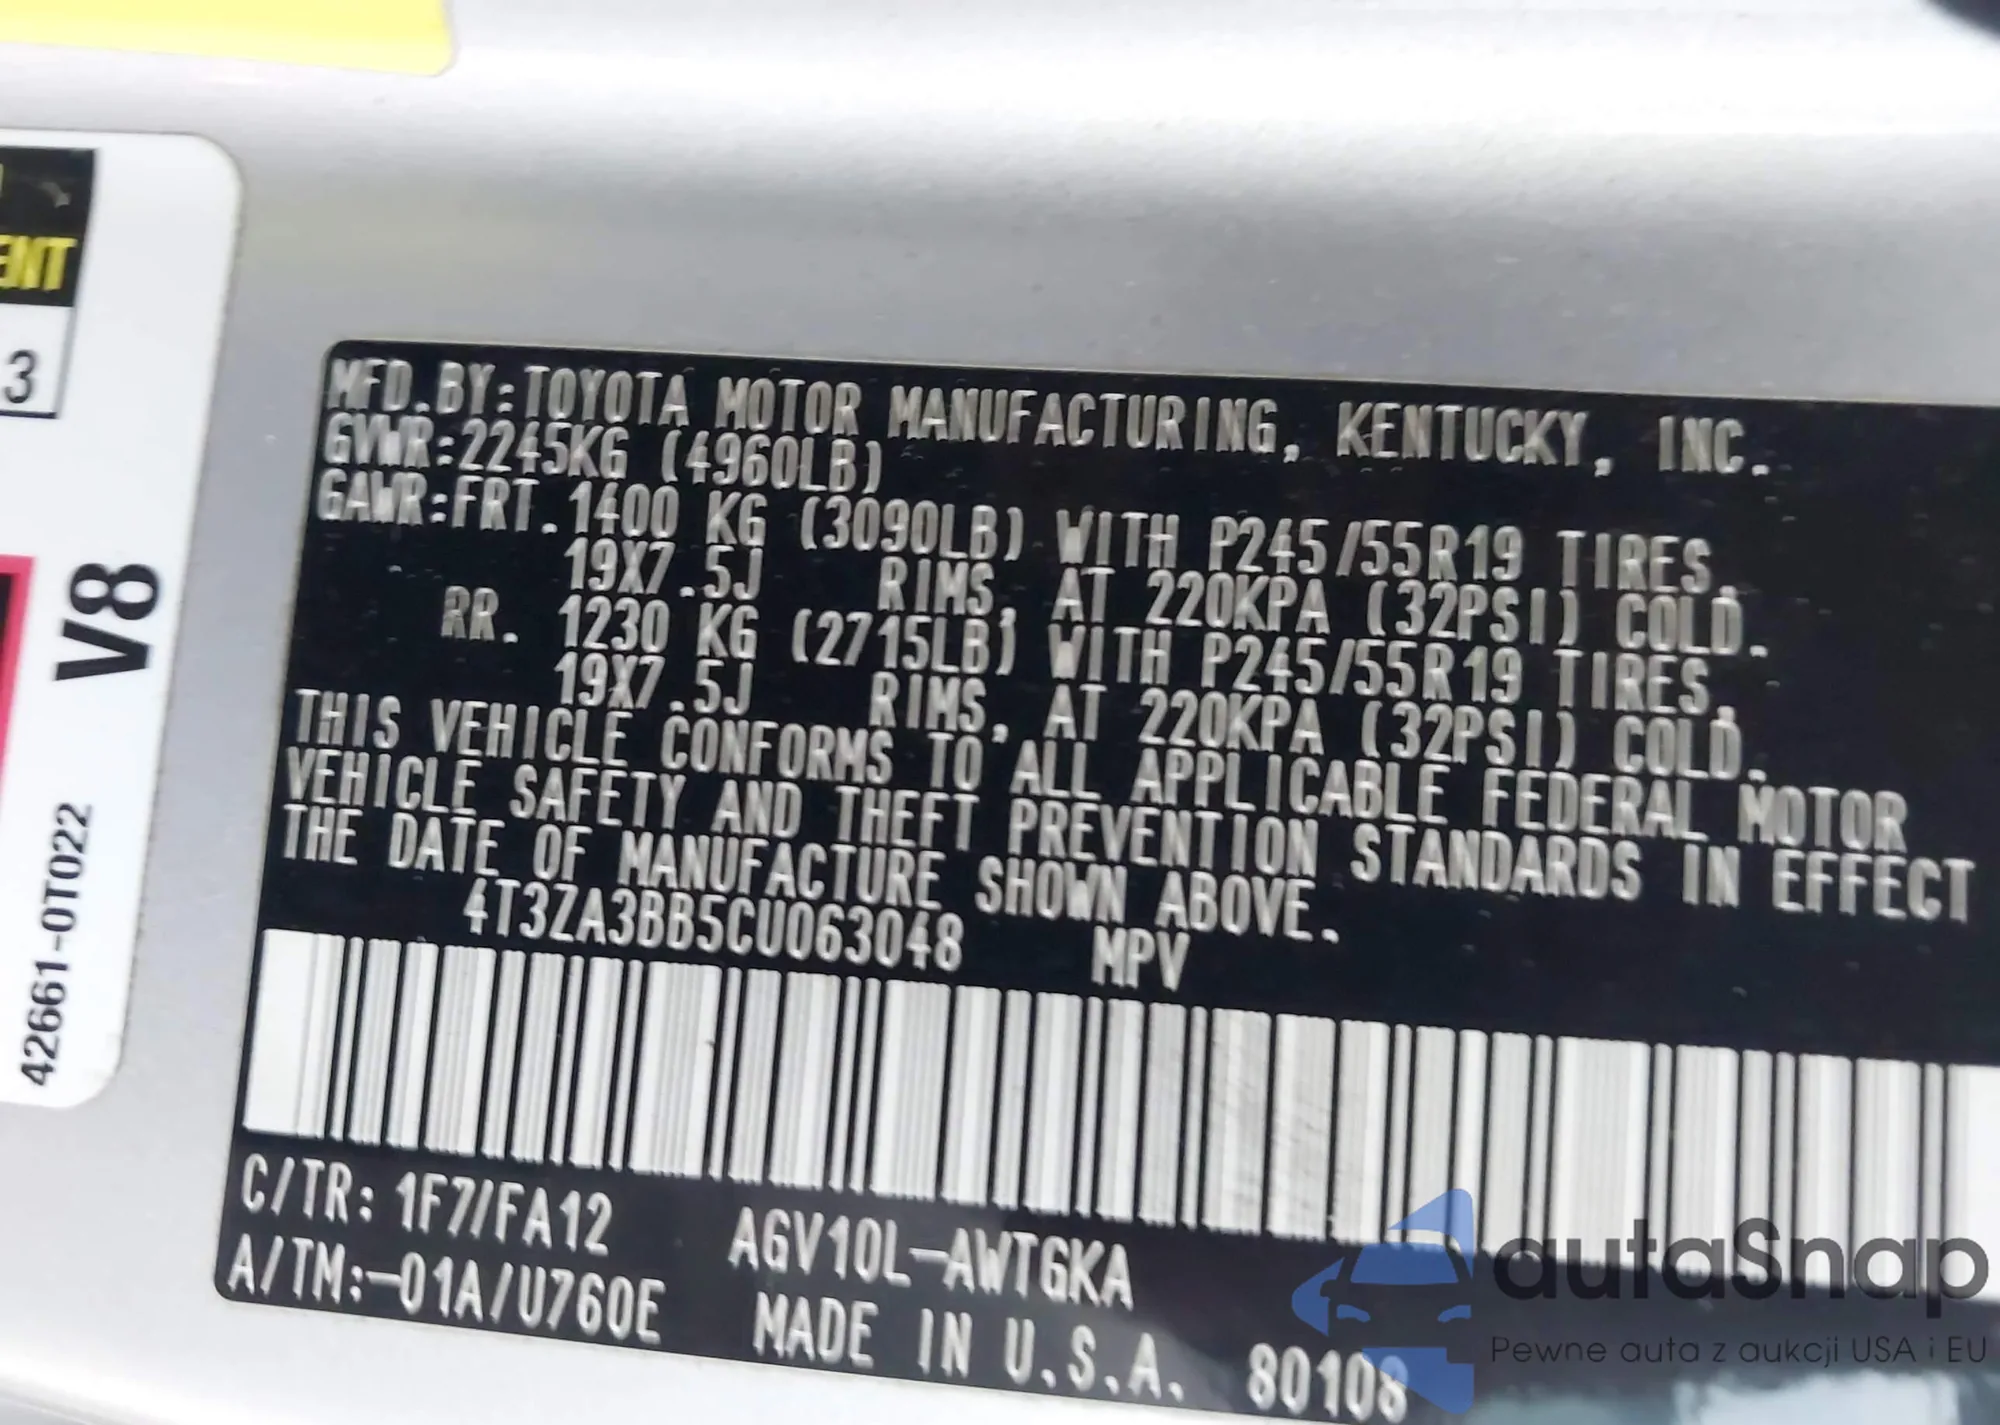 ENT
3
V8
42661-0T022
MFD.BY:TOYOTA MOTOR MANUFACTURING, KENTUCKY, INC.
GVWR:2245KG (4960LB)
GAWR:FRT.1400 KG (3090LB) WITH P245/55R19 TIRES,
19X7.5J RIMS, AT 220KPA (32PSI) COLD.
RR. 1230 KG (2715LB) WITH P245/55R19 TIRES,
19X7.5J RIMS, AT 220KPA (32PSI) COLD.
THIS VEHICLE CONFORMS TO ALL APPLICABLE FEDERAL MOTOR
VEHICLE SAFETY AND THEFT PREVENTION STANDARDS IN EFFECT
THE DATE OF MANUFACTURE SHOWN ABOVE.
4T3ZA3BB5CU063048 MPV
C/TR: 1F7/FA12 AGV10L-AWTGKA
A/TM:-01A/U760E MADE IN U.S.A. 80108
autaSnap
Pewne auta z aukcji USA i EU